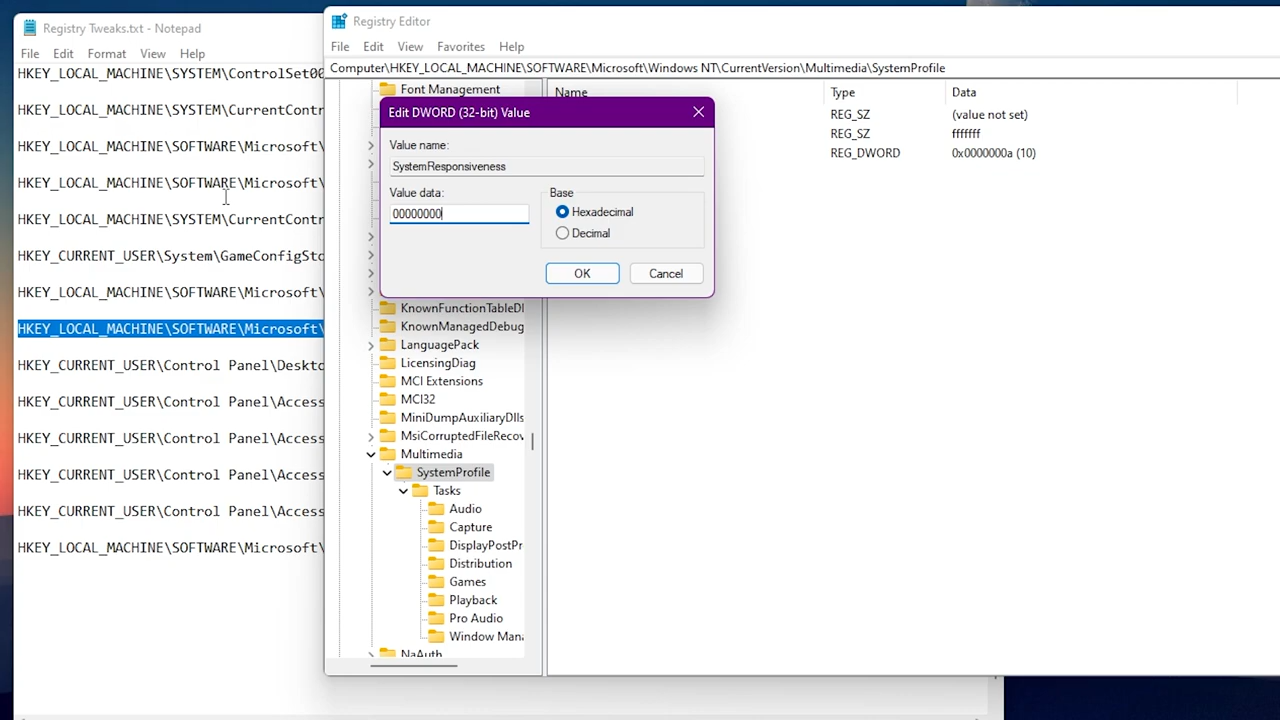 Registry Tweaks.txt - Notepad
File Edit Format View Help
HKEY_LOCAL_MACHINE\SYSTEM\ControlSet00
HKEY_LOCAL_MACHINE\SYSTEM\CurrentContr
HKEY_LOCAL_MACHINE\SOFTWARE\Microsoft\
HKEY_LOCAL_MACHINE\SOFTWARE\Microsoft\
HKEY_LOCAL_MACHINE\SYSTEM\CurrentContr
HKEY_CURRENT_USER\System\GameConfigSto
HKEY_LOCAL_MACHINE\SOFTWARE\Microsoft\
HKEY_LOCAL_MACHINE\SOFTWARE\Microsoft\
HKEY_CURRENT_USER\Control Panel\Deskto
HKEY_CURRENT_USER\Control Panel\Access
HKEY_CURRENT_USER\Control Panel\Access
HKEY_CURRENT_USER\Control Panel\Access
HKEY_CURRENT_USER\Control Panel\Access
HKEY_LOCAL_MACHINE\SOFTWARE\Microsoft\
Registry Editor
File Edit View Favorites Help
Computer\HKEY_LOCAL_MACHINE\SOFTWARE\Microsoft\Windows NT\CurrentVersion\Multimedia\SystemProfile
Font Management
KnownFunctionTableDl
KnownManagedDebug
LanguagePack
LicensingDiag
MCI Extensions
MCI32
MiniDumpAuxiliaryDlls
MsiCorruptedFileRecov
Multimedia
SystemProfile
Tasks
Audio
Capture
DisplayPostPr
Distribution
Games
Playback
Pro Audio
Window Man
NaAuth
Name Type Data
REG_SZ (value not set)
REG_SZ fffffff
REG_DWORD 0x0000000a (10)
Edit DWORD (32-bit) Value
Value name:
SystemResponsiveness
Value data:
00000000
Base
Hexadecimal
Decimal
OK Cancel